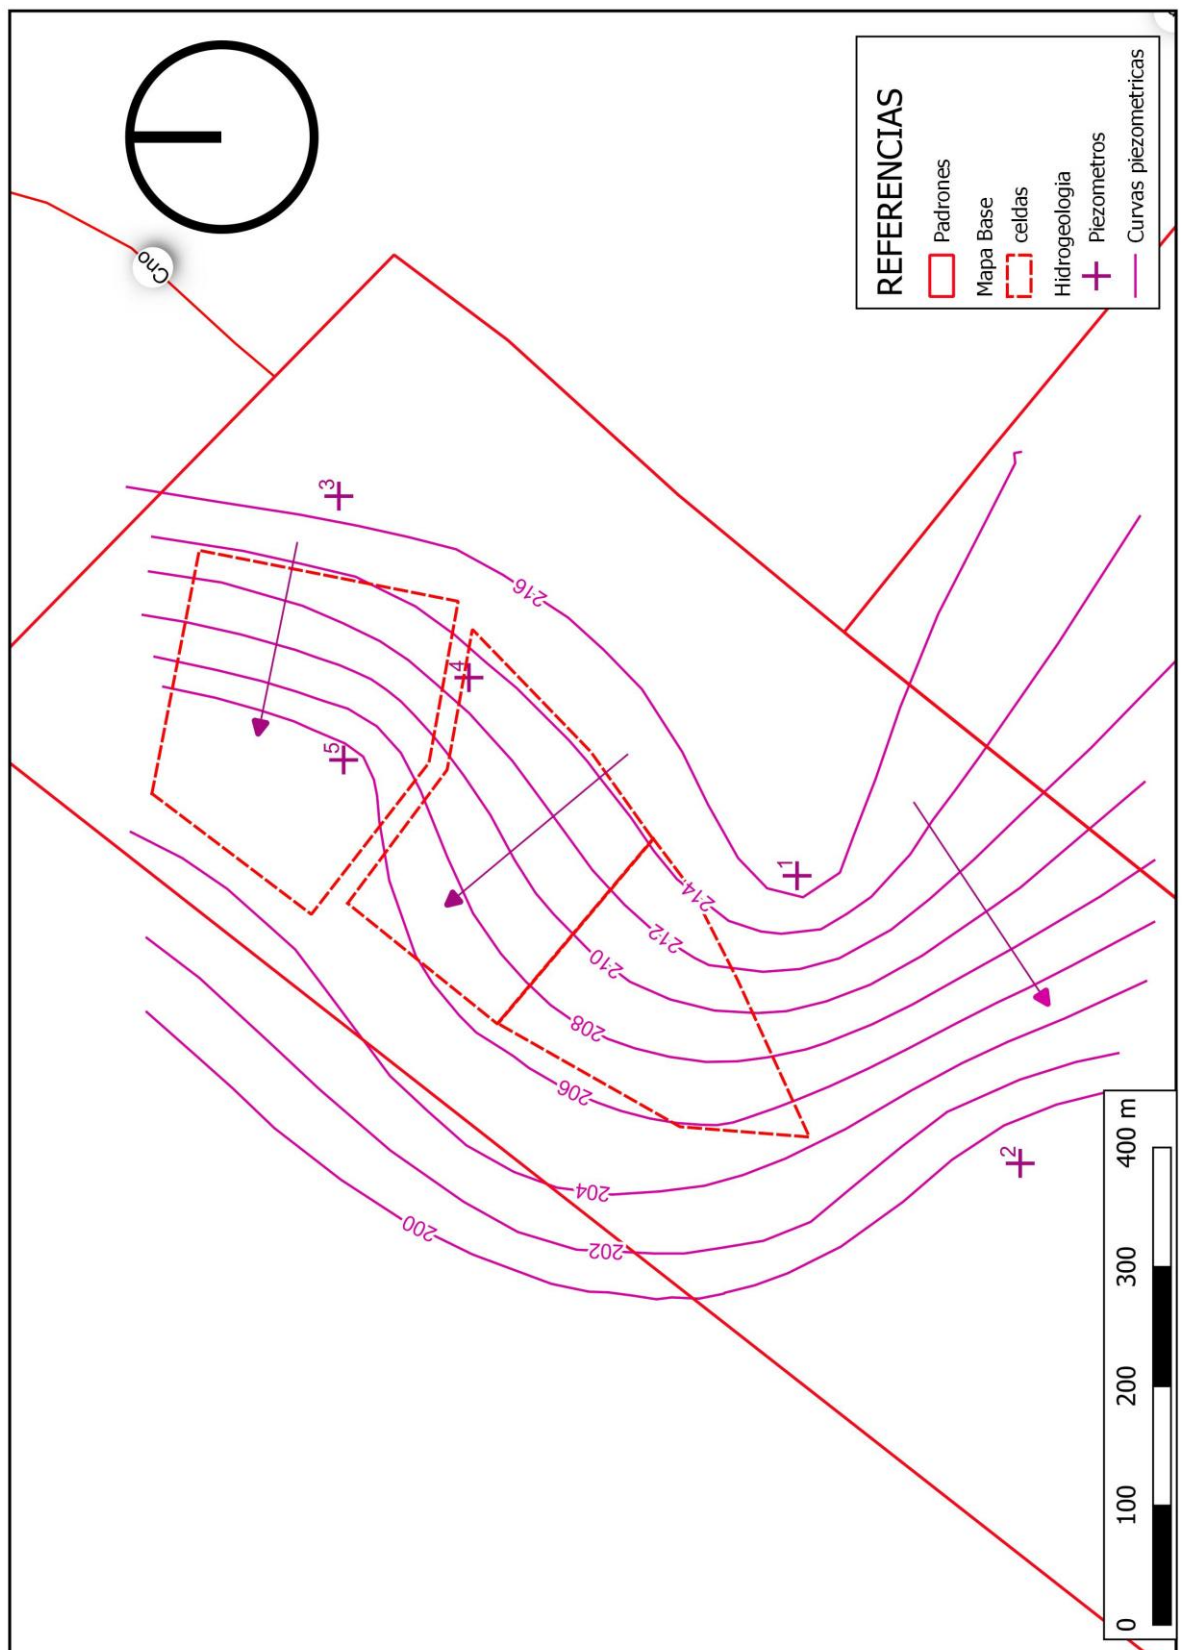 REFERENCIAS
Padrones
Mapa Base
celdas
Hidrogeologia
Piezometros
Curvas piezometricas
Cno
3
216
4
5
1
214
212
210
208
206
204
202
200
2
0
100
200
300
400 m